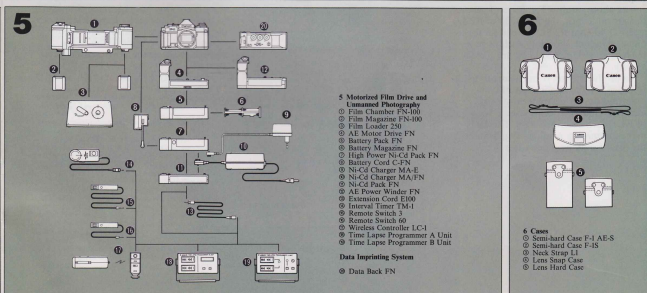 5
5 Motorized Film Drive and
Unmanned Photography
① Film Chamber FN-100
② Film Magazine FN-100
③ Film Loader 250
④ AE Motor Drive FN
⑤ Battery Pack FN
⑥ Battery Magazine FN
⑦ High Power Ni-Cd Pack FN
⑧ Battery Cord C-FN
⑨ Ni-Cd Charger MA-E
⑩ Ni-Cd Charger MA/FN
⑪ Ni-Cd Pack FN
⑫ AE Power Winder FN
⑬ Extension Cord E100
⑭ Interval Timer TM-1
⑮ Remote Switch 3
⑯ Remote Switch 60
⑰ Wireless Controller LC-1
⑱ Time Lapse Programmer A Unit
⑲ Time Lapse Programmer B Unit
Data Imprinting System
⑳ Data Back FN
6
Canon
Canon
6 Cases
① Semi-hard Case F-1 AE-S
② Semi-hard Case F-1S
③ Neck Strap L1
④ Lens Snap Case
⑤ Lens Hard Case